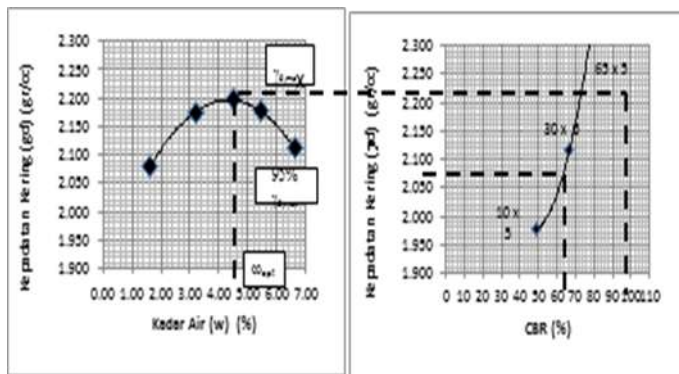 Kepadatan Kering (gd) (gr/cc)
2.300
2.250
2.200
2.150
2.100
2.050
2.000
1.950
1.900
0.00 1.00 2.00 3.00 4.00 5.00 6.00 7.00
Kadar Air (w) (%)
95%
Kepadatan Kering (gd) (gr/cc)
2.300
2.250
2.200
2.150
2.100
2.050
2.000
1.950
1.900
65 x 5
30 x
10 x
5
0 10 20 30 40 50 60 70 80 90 100 110
CBR (%)